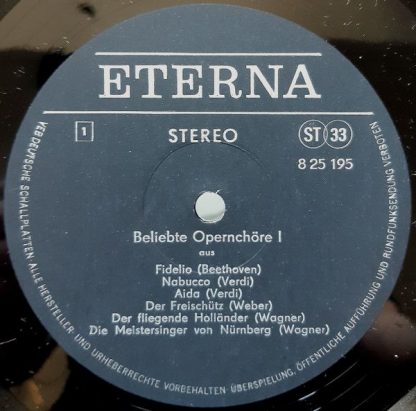 ETERNA
1
STEREO
ST 33
8 25 195
Beliebte Opernchöre I
aus
Fidelio (Beethoven)
Nabucco (Verdi)
Aida (Verdi)
Der Freischütz (Weber)
Der fliegende Holländer (Wagner)
Die Meistersinger von Nürnberg (Wagner)
VEB DEUTSCHE SCHALLPLATTEN · ALLE HERSTELLER- UND URHEBERRECHTE VORBEHALTEN · ÜBERSPIELUNG, ÖFFENTLICHE AUFFÜHRUNG UND RUNDFUNKSENDUNG VERBOTEN